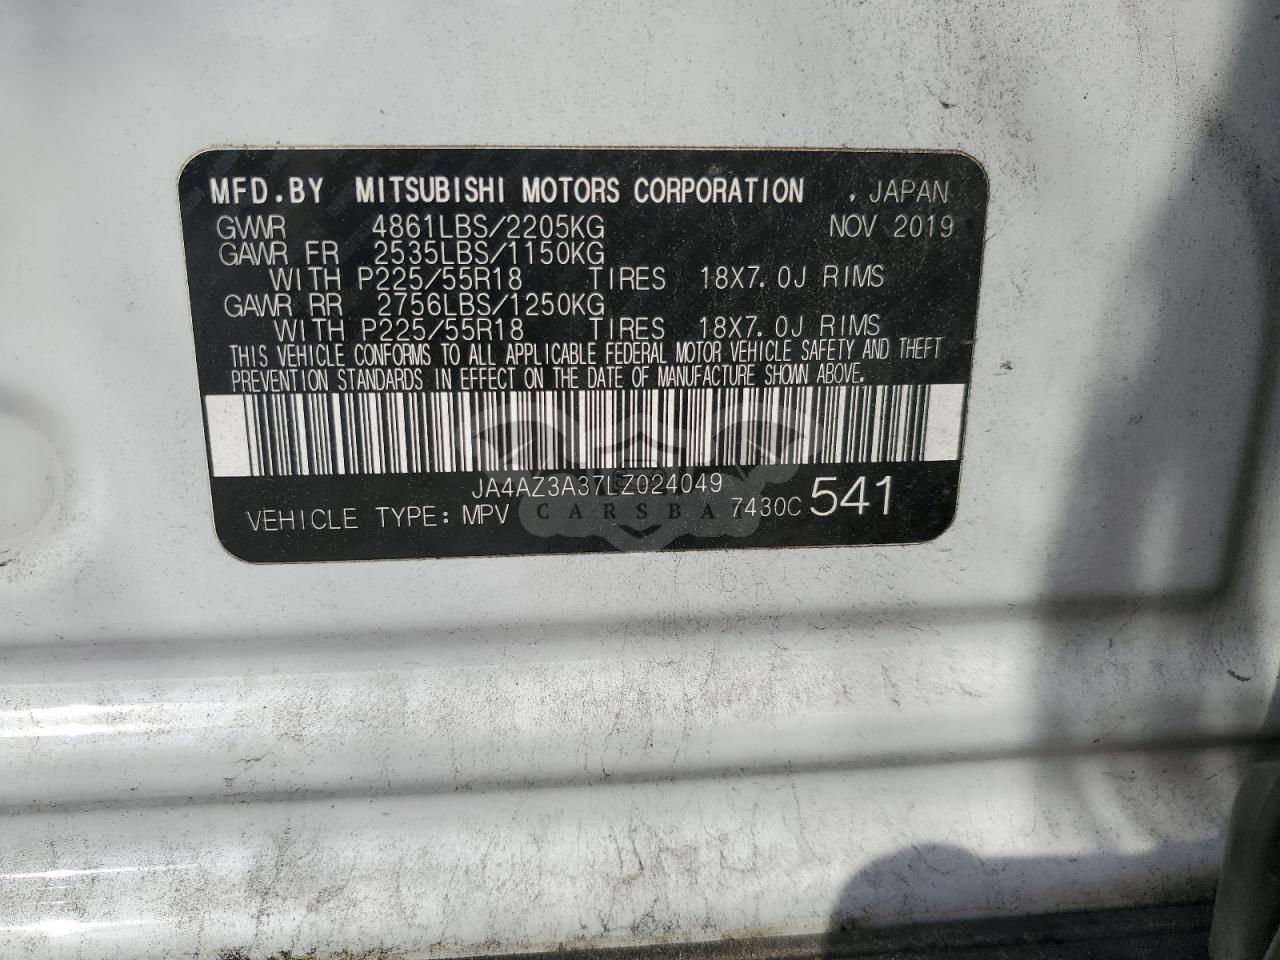 MFD.BY MITSUBISHI MOTORS CORPORATION , JAPAN
GVWR 4861LBS/2205KG NOV 2019
GAWR FR 2535LBS/1150KG
WITH P225/55R18 TIRES 18X7.0J RIMS
GAWR RR 2756LBS/1250KG
WITH P225/55R18 TIRES 18X7.0J RIMS
THIS VEHICLE CONFORMS TO ALL APPLICABLE FEDERAL MOTOR VEHICLE SAFETY AND THEFT
PREVENTION STANDARDS IN EFFECT ON THE DATE OF MANUFACTURE SHOWN ABOVE.
JA4AZ3A37LZ024049
VEHICLE TYPE: MPV 7430C 541
CARSBAT